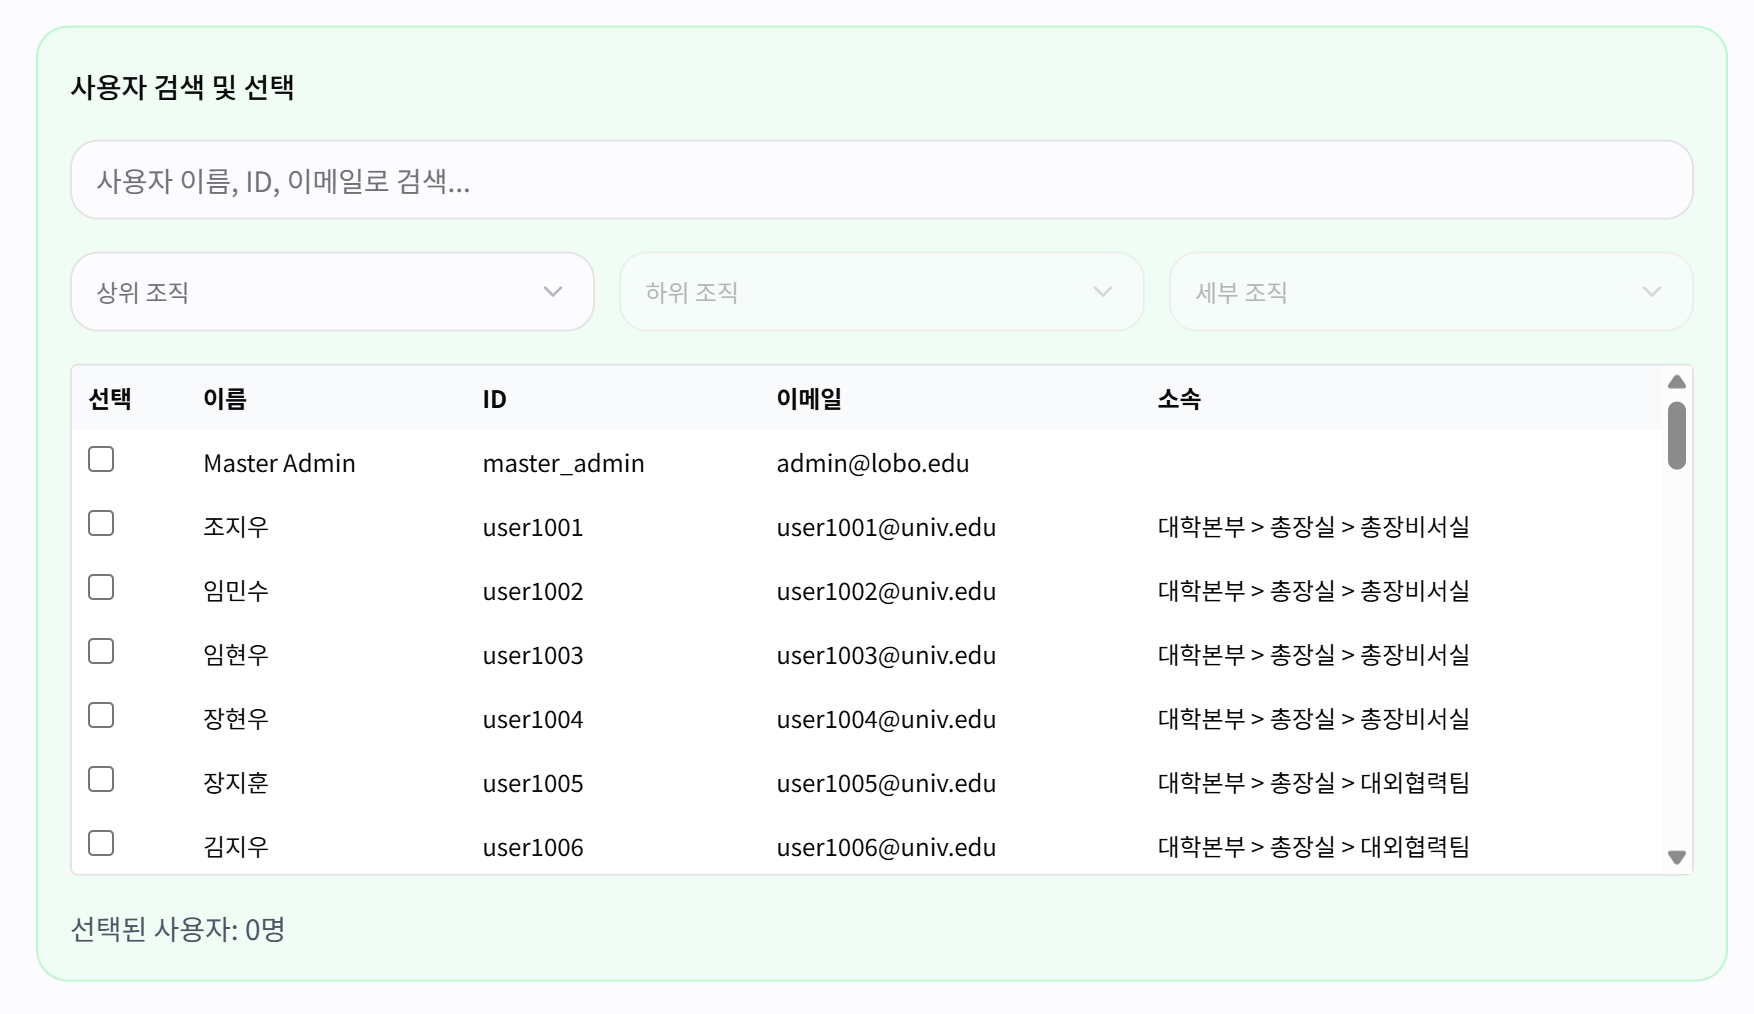 사용자 검색 및 선택
사용자 이름, ID, 이메일로 검색...
상위 조직 하위 조직 세부 조직
선택 이름 ID 이메일 소속
Master Admin master_admin admin@lobo.edu
조지우 user1001 user1001@univ.edu 대학본부 > 총장실 > 총장비서실
임민수 user1002 user1002@univ.edu 대학본부 > 총장실 > 총장비서실
임현우 user1003 user1003@univ.edu 대학본부 > 총장실 > 총장비서실
장현우 user1004 user1004@univ.edu 대학본부 > 총장실 > 총장비서실
장지훈 user1005 user1005@univ.edu 대학본부 > 총장실 > 대외협력팀
김지우 user1006 user1006@univ.edu 대학본부 > 총장실 > 대외협력팀
선택된 사용자: 0명